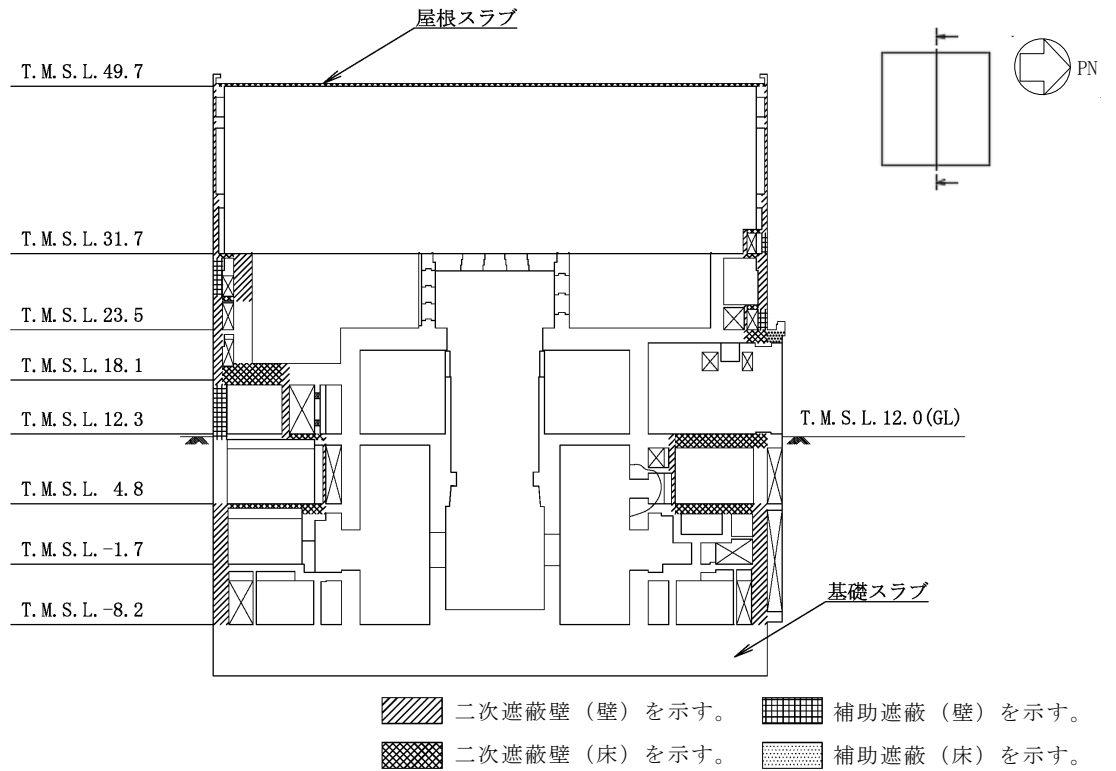 屋根スラブ
T.M.S.L.49.7
PN
T.M.S.L.31.7
T.M.S.L.23.5
T.M.S.L.18.1
T.M.S.L.12.3
T.M.S.L.12.0(GL)
T.M.S.L. 4.8
T.M.S.L.-1.7
T.M.S.L.-8.2
基礎スラブ
二次遮蔽壁（壁）を示す。
補助遮蔽（壁）を示す。
二次遮蔽壁（床）を示す。
補助遮蔽（床）を示す。